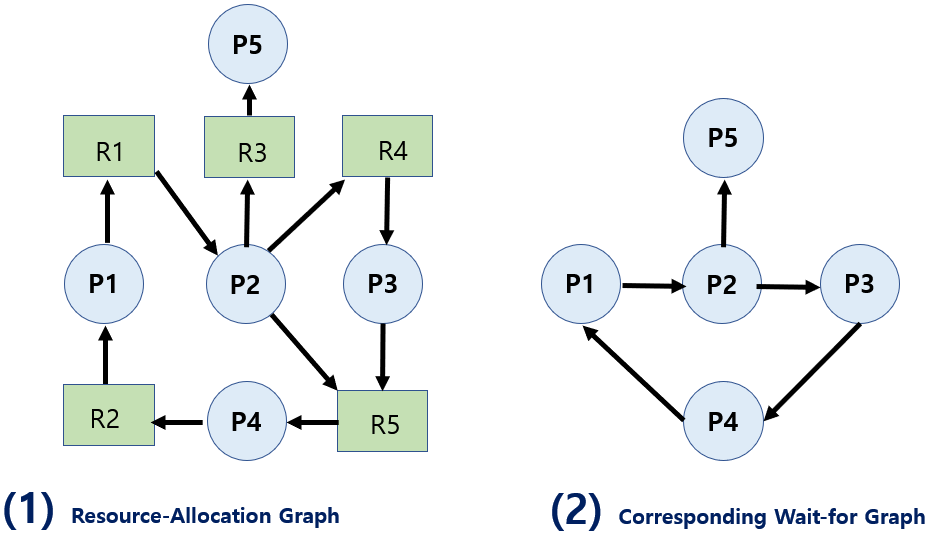 P5
R1
R3
R4
P5
P1
P2
P3
P1
P2
P3
R2
P4
R5
P4
(1) Resource-Allocation Graph
(2) Corresponding Wait-for Graph